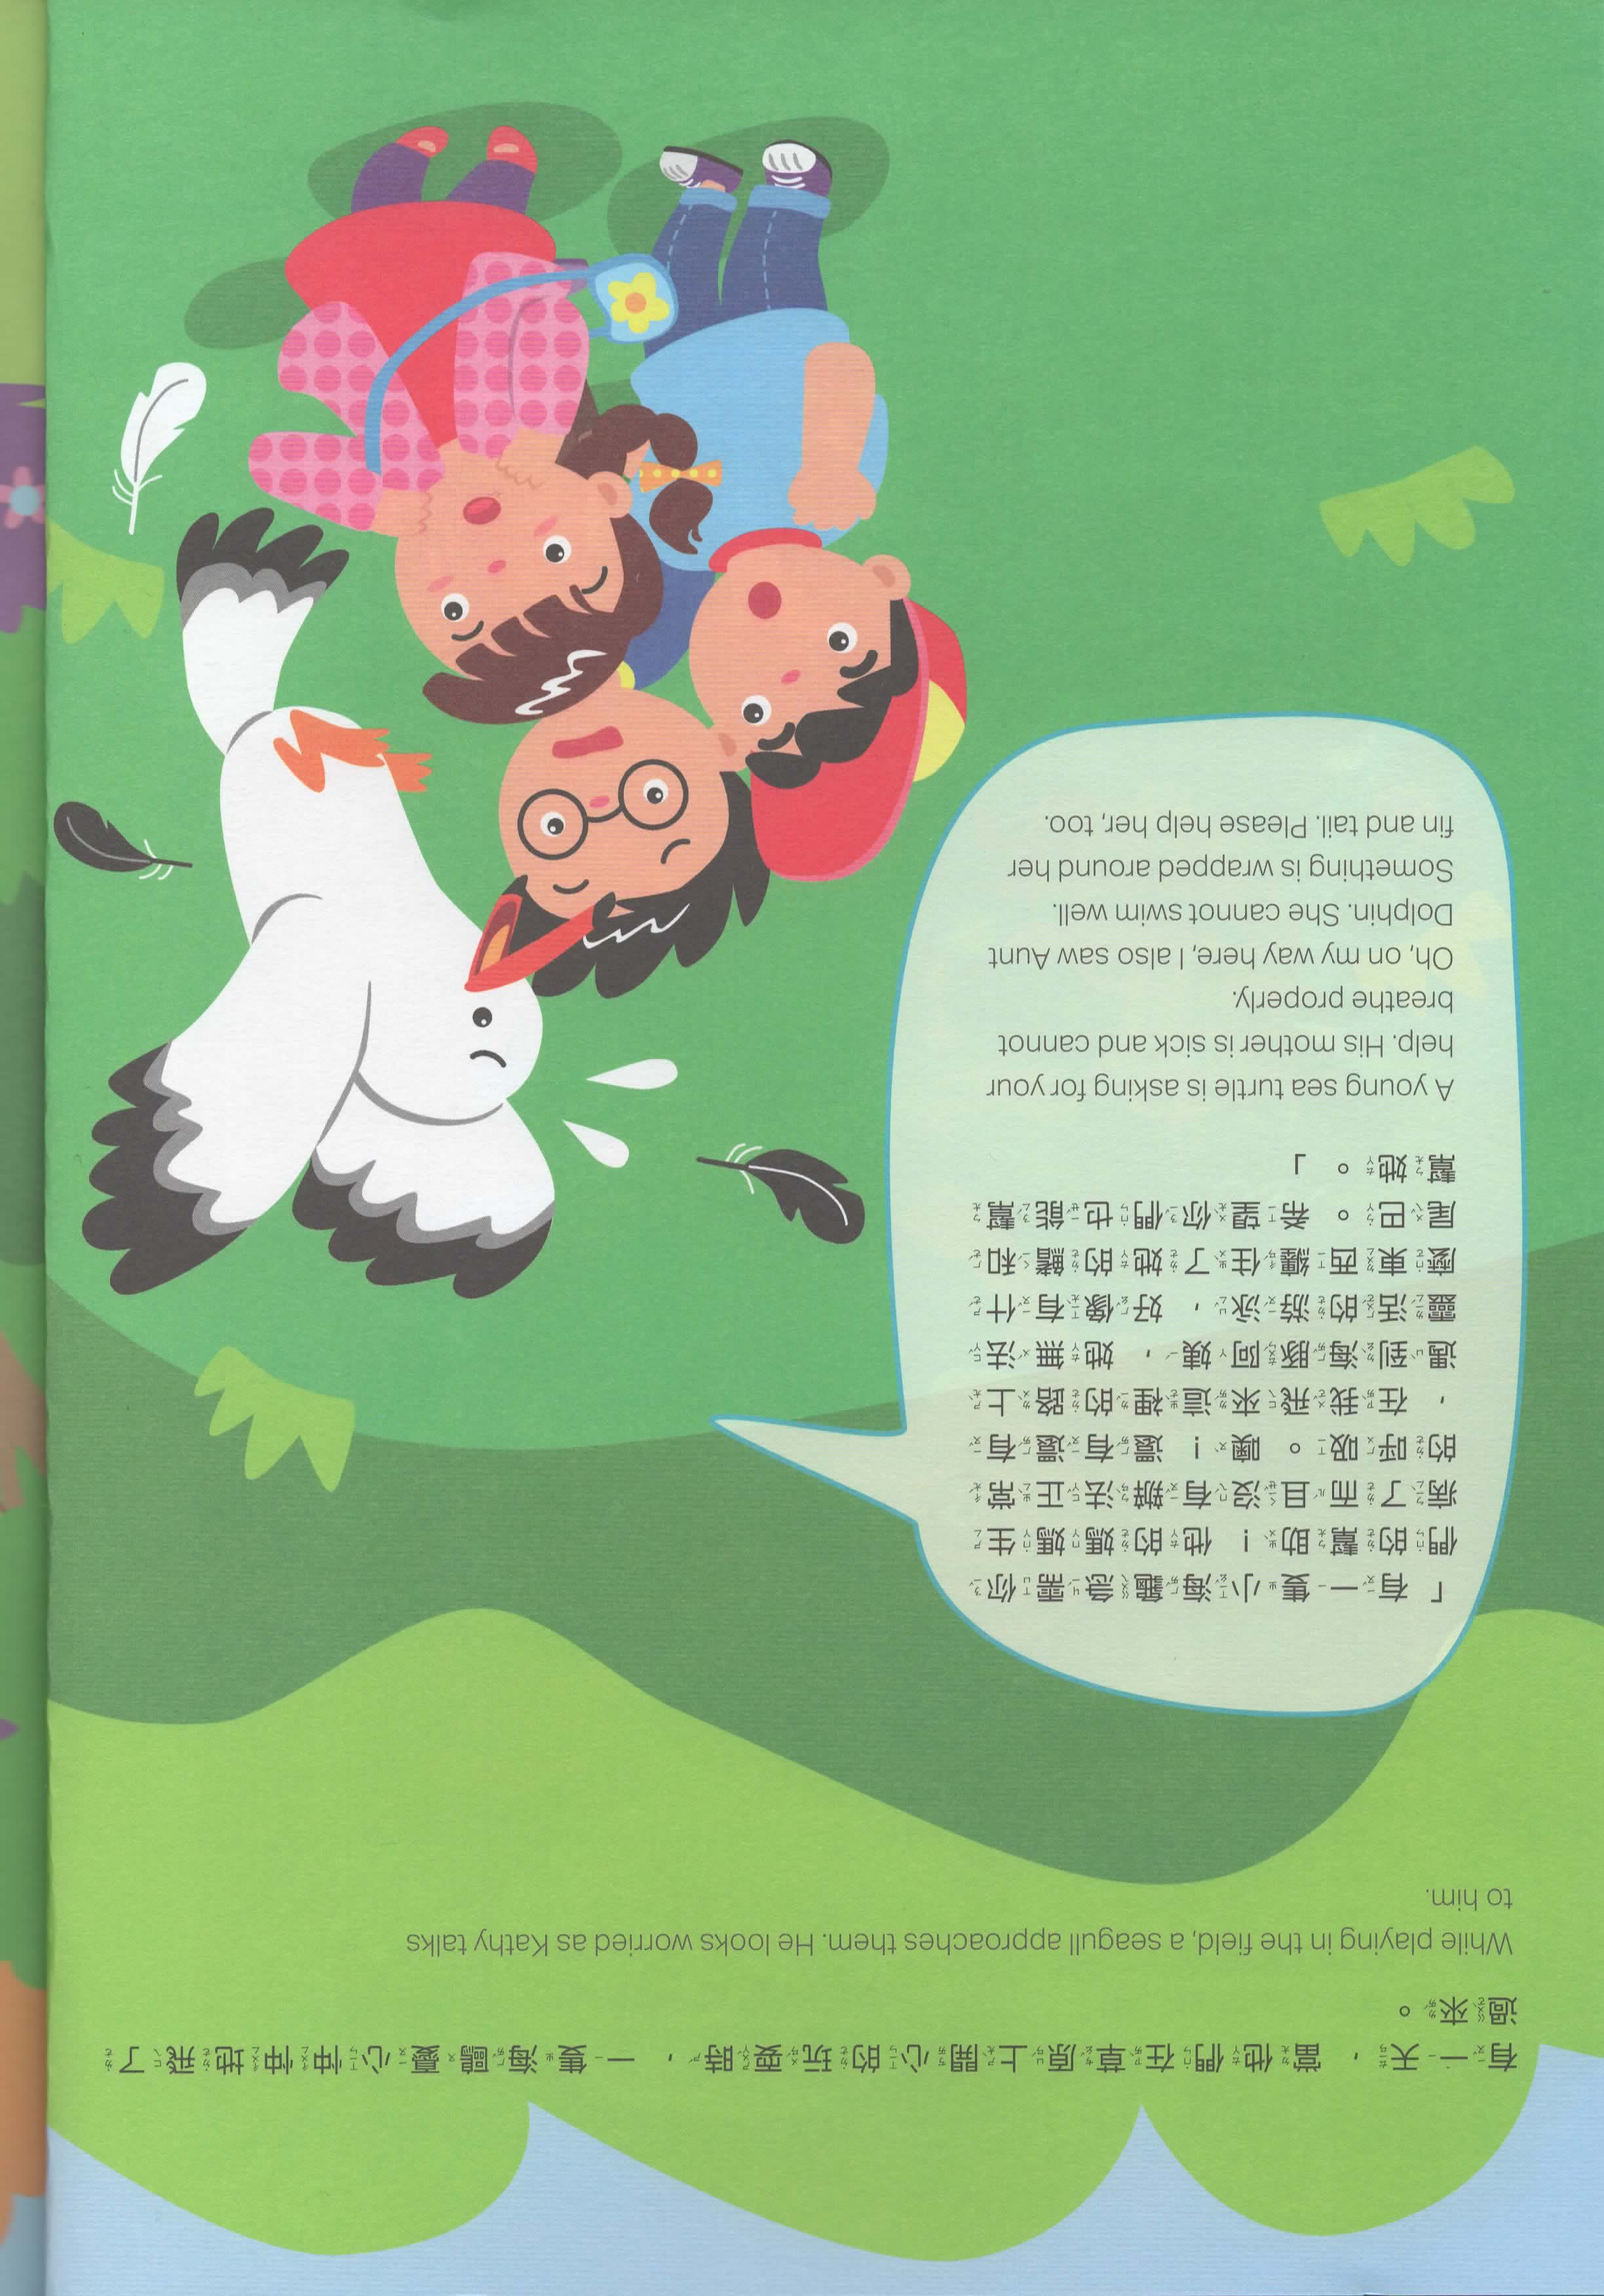 有一天，當他們在草原上開心的玩耍時，一隻海鷗憂心忡忡地飛了
過來。
While playing in the field, a seagull approaches them. He looks worried as Kathy talks
to him.
「有一隻小海龜急需你
們的幫助！他的媽媽生
病了而且沒有辦法正常
的呼吸。噢！還有還有
，在我飛來這裡的路上
遇到海豚阿姨，她無法
靈活的游泳，好像有什
麼東西纏住了她的鰭和
尾巴。希望你們也能幫
幫她。」
A young sea turtle is asking for your
help. His mother is sick and cannot
breathe properly.
Oh, on my way here, I also saw Aunt
Dolphin. She cannot swim well.
Something is wrapped around her
fin and tail. Please help her, too.